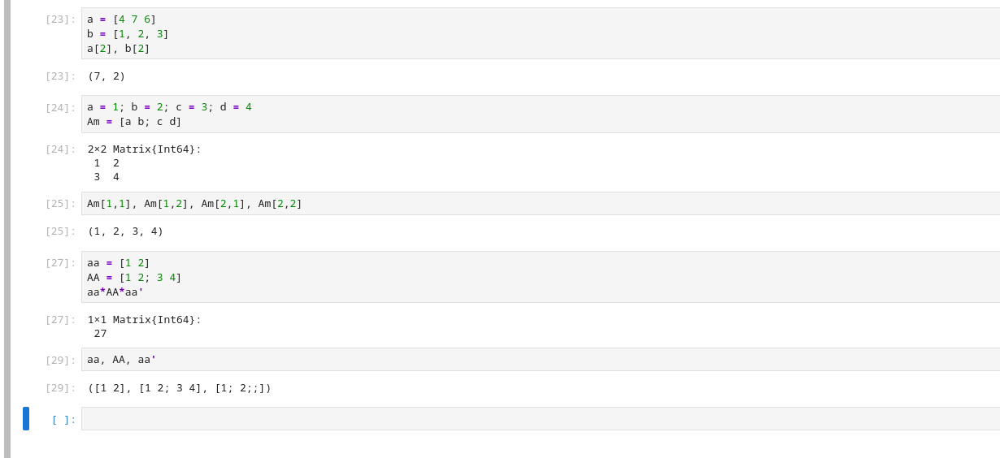 [23]: a = [4 7 6]
b = [1, 2, 3]
a[2], b[2]
[23]: (7, 2)
[24]: a = 1; b = 2; c = 3; d = 4
Am = [a b; c d]
[24]: 2×2 Matrix{Int64}:
1  2
3  4
[25]: Am[1,1], Am[1,2], Am[2,1], Am[2,2]
[25]: (1, 2, 3, 4)
[27]: aa = [1 2]
AA = [1 2; 3 4]
aa*AA*aa'
[27]: 1×1 Matrix{Int64}:
27
[29]: aa, AA, aa'
[29]: ([1 2], [1 2; 3 4], [1; 2;;])
[ ]: